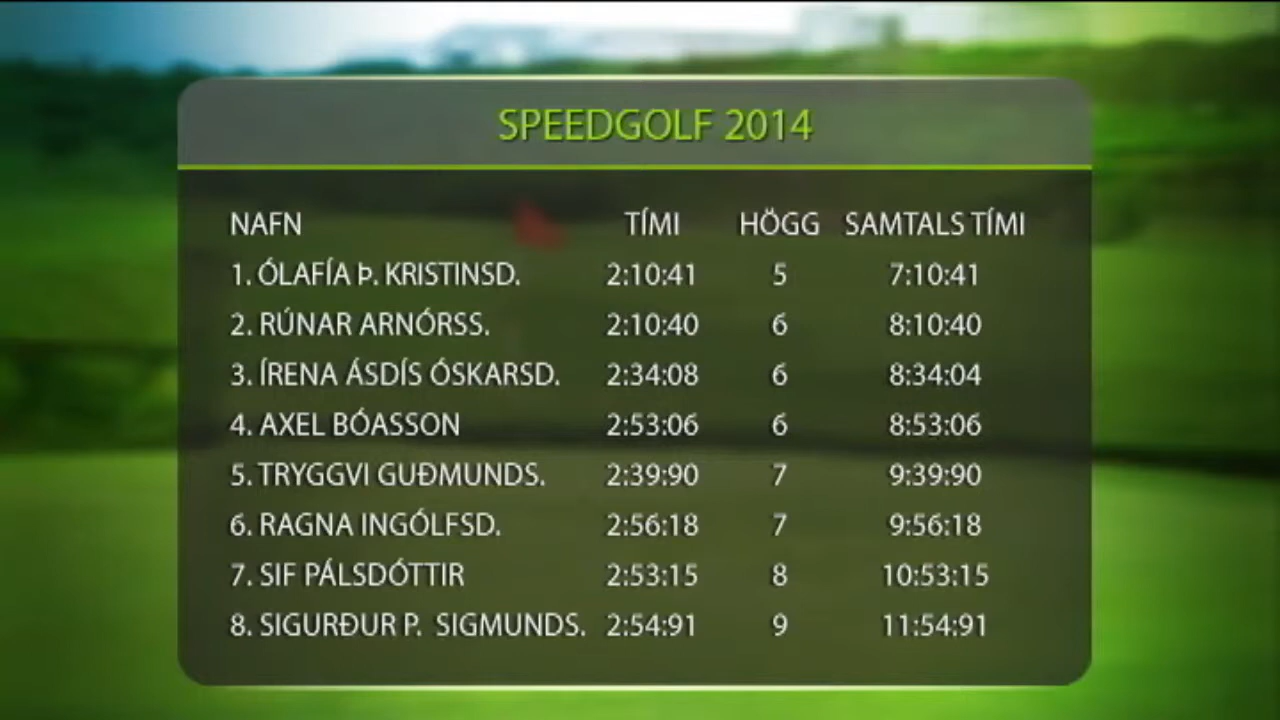 SPEEDGOLF 2014
NAFN TÍMI HÖGG SAMTALS TÍMI
1. ÓLAFÍA Þ. KRISTINSD. 2:10:41 5 7:10:41
2. RÚNAR ARNÓRSS. 2:10:40 6 8:10:40
3. ÍRENA ÁSDÍS ÓSKARSD. 2:34:08 6 8:34:04
4. AXEL BÓASSON 2:53:06 6 8:53:06
5. TRYGGVI GUÐMUNDS. 2:39:90 7 9:39:90
6. RAGNA INGÓLFSD. 2:56:18 7 9:56:18
7. SIF PÁLSDÓTTIR 2:53:15 8 10:53:15
8. SIGURÐUR P. SIGMUNDS. 2:54:91 9 11:54:91